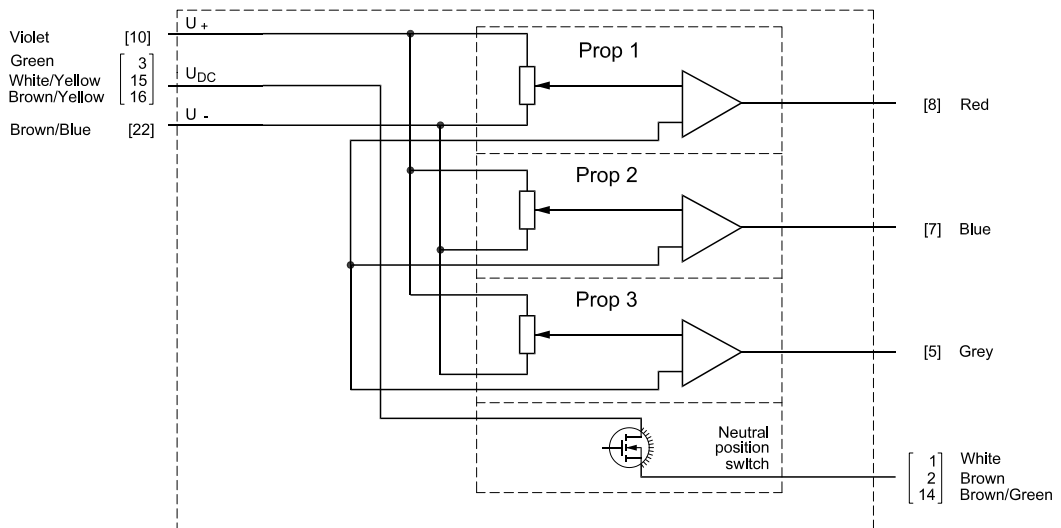 Violet [10] U +
Green [ 3 ]
White/Yellow [ 15 ] UDC
Brown/Yellow [ 16 ]
Brown/Blue [22] U -
Prop 1
[8] Red
Prop 2
[7] Blue
Prop 3
[5] Grey
Neutral
position
switch
[ 1 ] White
[ 2 ] Brown
[ 14 ] Brown/Green